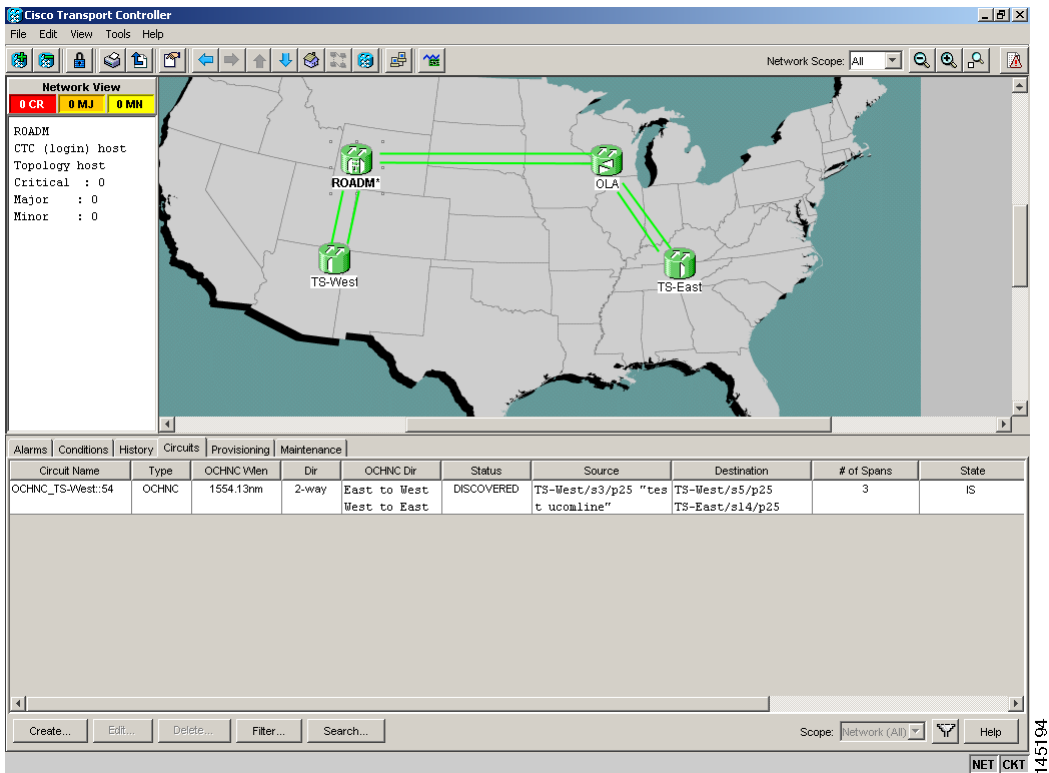 Cisco Transport Controller
File Edit View Tools Help
Network Scope: All
Network View
0 CR 0 MJ 0 MN
ROADM
CTC (login) host
Topology host
Critical : 0
Major : 0
Minor : 0
ROADM*
OLA
TS-West
TS-East
Alarms Conditions History Circuits Provisioning Maintenance
Circuit Name Type OCHNC Wlen Dir OCHNC Dir Status Source Destination # of Spans State
OCHNC_TS-West::54 OCHNC 1554.13nm 2-way East to West DISCOVERED TS-West/s3/p25 "tes TS-West/s5/p25 3 IS
West to East t ucomline" TS-East/s14/p25
Create... Edit... Delete... Filter... Search... Scope: Network (All) Help
NET CKT
145194